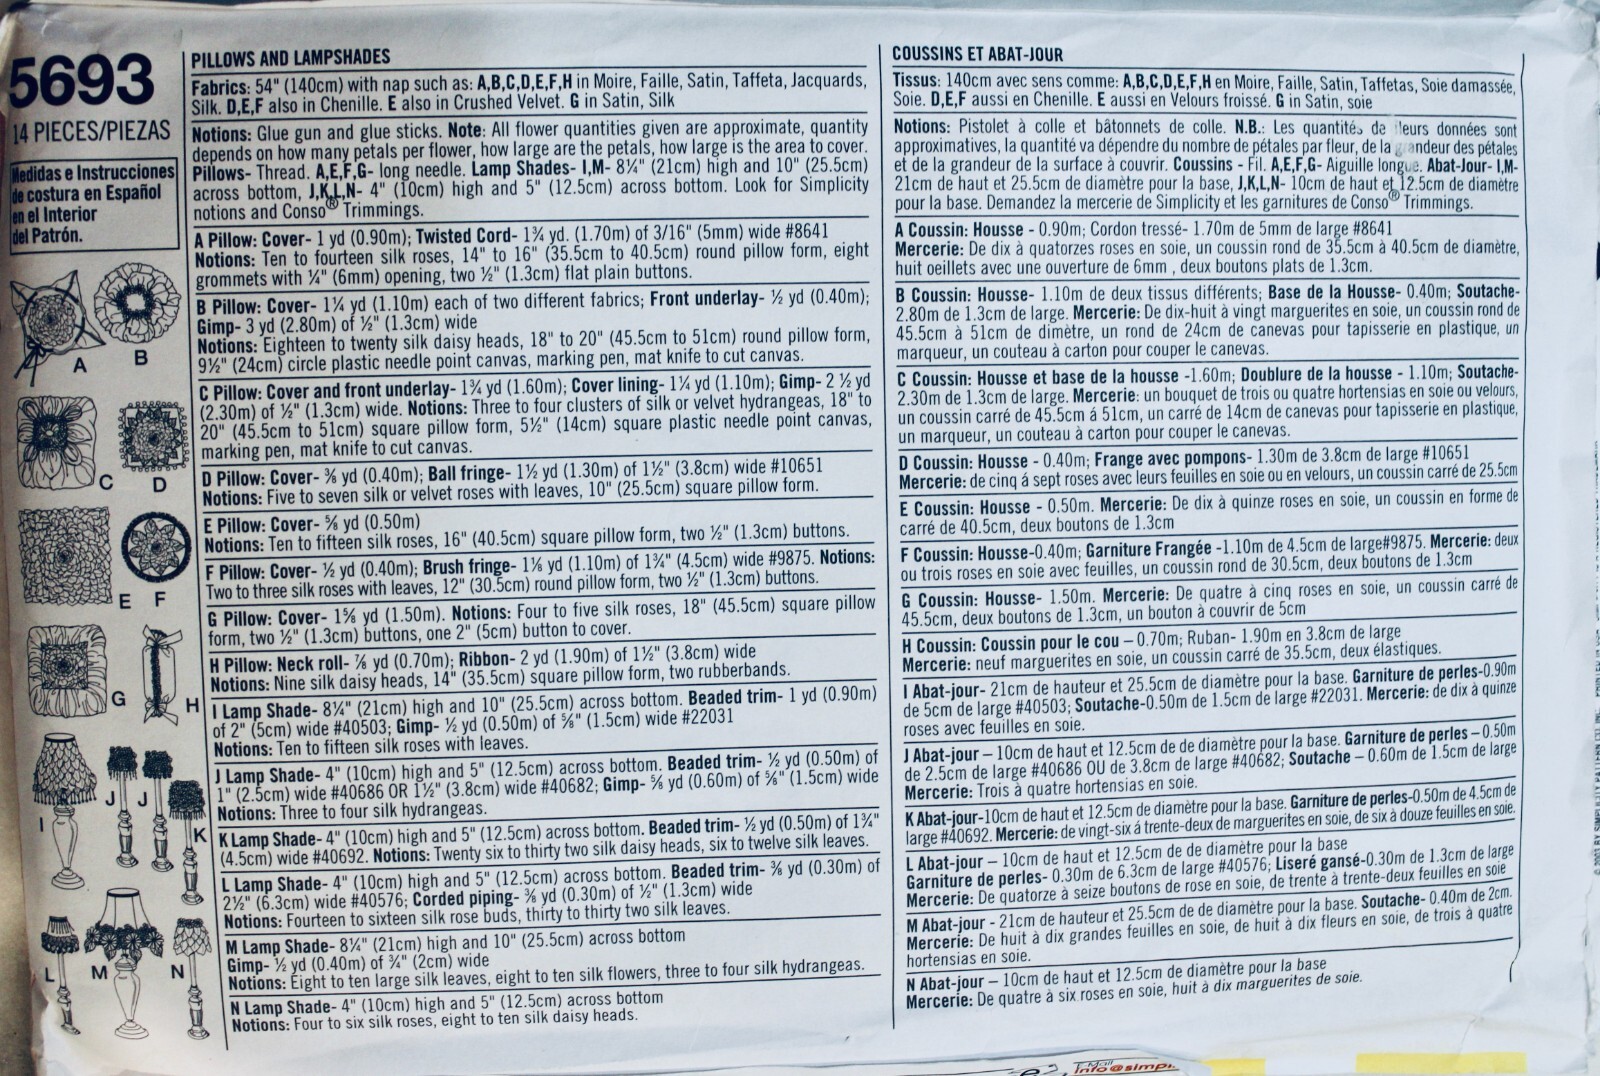 5693
14 PIECES/PIEZAS
Medidas e Instrucciones
de costura en Español
en el Interior
del Patrón.
A
B
C
D
E
F
G
H
I
J
J
K
L
M
N
PILLOWS AND LAMPSHADES
Fabrics: 54" (140cm) with nap such as: A,B,C,D,E,F,H in Moire, Faille, Satin, Taffeta, Jacquards,
Silk. D,E,F also in Chenille. E also in Crushed Velvet. G in Satin, Silk
Notions: Glue gun and glue sticks. Note: All flower quantities given are approximate, quantity
depends on how many petals per flower, how large are the petals, how large is the area to cover.
Pillows- Thread. A,E,F,G- long needle. Lamp Shades- I,M- 8¼" (21cm) high and 10" (25.5cm)
across bottom, J,K,L,N- 4" (10cm) high and 5" (12.5cm) across bottom. Look for Simplicity
notions and Conso® Trimmings.
A Pillow: Cover- 1 yd (0.90m); Twisted Cord- 1¾ yd. (1.70m) of 3/16" (5mm) wide #8641
Notions: Ten to fourteen silk roses, 14" to 16" (35.5cm to 40.5cm) round pillow form, eight
grommets with ¼" (6mm) opening, two ½" (1.3cm) flat plain buttons.
B Pillow: Cover- 1¼ yd (1.10m) each of two different fabrics; Front underlay- ½ yd (0.40m);
Gimp- 3 yd (2.80m) of ½" (1.3cm) wide
Notions: Eighteen to twenty silk daisy heads, 18" to 20" (45.5cm to 51cm) round pillow form,
9½" (24cm) circle plastic needle point canvas, marking pen, mat knife to cut canvas.
C Pillow: Cover and front underlay- 1¾ yd (1.60m); Cover lining- 1¼ yd (1.10m); Gimp- 2 ½ yd
(2.30m) of ½" (1.3cm) wide. Notions: Three to four clusters of silk or velvet hydrangeas, 18" to
20" (45.5cm to 51cm) square pillow form, 5½" (14cm) square plastic needle point canvas,
marking pen, mat knife to cut canvas.
D Pillow: Cover- ⅜ yd (0.40m); Ball fringe- 1½ yd (1.30m) of 1½" (3.8cm) wide #10651
Notions: Five to seven silk or velvet roses with leaves, 10" (25.5cm) square pillow form.
E Pillow: Cover- ⅝ yd (0.50m)
Notions: Ten to fifteen silk roses, 16" (40.5cm) square pillow form, two ½" (1.3cm) buttons.
F Pillow: Cover- ½ yd (0.40m); Brush fringe- 1⅛ yd (1.10m) of 1¾" (4.5cm) wide #9875. Notions:
Two to three silk roses with leaves, 12" (30.5cm) round pillow form, two ½" (1.3cm) buttons.
G Pillow: Cover- 1⅝ yd (1.50m). Notions: Four to five silk roses, 18" (45.5cm) square pillow
form, two ½" (1.3cm) buttons, one 2" (5cm) button to cover.
H Pillow: Neck roll- ⅞ yd (0.70m); Ribbon- 2 yd (1.90m) of 1½" (3.8cm) wide
Notions: Nine silk daisy heads, 14" (35.5cm) square pillow form, two rubberbands.
I Lamp Shade- 8¼" (21cm) high and 10" (25.5cm) across bottom. Beaded trim- 1 yd (0.90m)
of 2" (5cm) wide #40503; Gimp- ½ yd (0.50m) of ⅝" (1.5cm) wide #22031
Notions: Ten to fifteen silk roses with leaves.
J Lamp Shade- 4" (10cm) high and 5" (12.5cm) across bottom. Beaded trim- ½ yd (0.50m) of
1" (2.5cm) wide #40686 OR 1½" (3.8cm) wide #40682; Gimp- ⅝ yd (0.60m) of ⅝" (1.5cm) wide
Notions: Three to four silk hydrangeas.
K Lamp Shade- 4" (10cm) high and 5" (12.5cm) across bottom. Beaded trim- ½ yd (0.50m) of 1¾"
(4.5cm) wide #40692. Notions: Twenty six to thirty two silk daisy heads, six to twelve silk leaves.
L Lamp Shade- 4" (10cm) high and 5" (12.5cm) across bottom. Beaded trim- ⅜ yd (0.30m) of
2½" (6.3cm) wide #40576; Corded piping- ⅜ yd (0.30m) of ½" (1.3cm) wide
Notions: Fourteen to sixteen silk rose buds, thirty to thirty two silk leaves.
M Lamp Shade- 8¼" (21cm) high and 10" (25.5cm) across bottom
Gimp- ½ yd (0.40m) of ¾" (2cm) wide
Notions: Eight to ten large silk leaves, eight to ten silk flowers, three to four silk hydrangeas.
N Lamp Shade- 4" (10cm) high and 5" (12.5cm) across bottom
Notions: Four to six silk roses, eight to ten silk daisy heads.
COUSSINS ET ABAT-JOUR
Tissus: 140cm avec sens comme: A,B,C,D,E,F,H en Moire, Faille, Satin, Taffetas, Soie damassée,
Soie. D,E,F aussi en Chenille. E aussi en Velours froissé. G in Satin, soie
Notions: Pistolet à colle et bâtonnets de colle. N.B.: Les quantités de fleurs données sont
approximatives, la quantité va dépendre du nombre de pétales par fleur, de la grandeur des pétales
et de la grandeur de la surface à couvrir. Coussins - Fil. A,E,F,G- Aiguille longue. Abat-Jour- I,M-
21cm de haut et 25.5cm de diamètre pour la base, J,K,L,N- 10cm de haut et 12.5cm de diamètre
pour la base. Demandez la mercerie de Simplicity et les garnitures de Conso® Trimmings.
A Coussin: Housse - 0.90m; Cordon tressé- 1.70m de 5mm de large #8641
Mercerie: De dix à quatorzes roses en soie, un coussin rond de 35.5cm à 40.5cm de diamètre,
huit oeillets avec une ouverture de 6mm , deux boutons plats de 1.3cm.
B Coussin: Housse- 1.10m de deux tissus différents; Base de la Housse- 0.40m; Soutache-
2.80m de 1.3cm de large. Mercerie: De dix-huit à vingt marguerites en soie, un coussin rond de
45.5cm à 51cm de dimètre, un rond de 24cm de canevas pour tapisserie en plastique, un
marqueur, un couteau à carton pour couper le canevas.
C Coussin: Housse et base de la housse -1.60m; Doublure de la housse - 1.10m; Soutache-
2.30m de 1.3cm de large. Mercerie: un bouquet de trois ou quatre hortensias en soie ou velours,
un coussin carré de 45.5cm á 51cm, un carré de 14cm de canevas pour tapisserie en plastique,
un marqueur, un couteau à carton pour couper le canevas.
D Coussin: Housse - 0.40m; Frange avec pompons- 1.30m de 3.8cm de large #10651
Mercerie: de cinq á sept roses avec leurs feuilles en soie ou en velours, un coussin carré de 25.5cm
E Coussin: Housse - 0.50m. Mercerie: De dix à quinze roses en soie, un coussin en forme de
carré de 40.5cm, deux boutons de 1.3cm
F Coussin: Housse-0.40m; Garniture Frangée -1.10m de 4.5cm de large#9875. Mercerie: deux
ou trois roses en soie avec feuilles, un coussin rond de 30.5cm, deux boutons de 1.3cm
G Coussin: Housse- 1.50m. Mercerie: De quatre à cinq roses en soie, un coussin carré de
45.5cm, deux boutons de 1.3cm, un bouton à couvrir de 5cm
H Coussin: Coussin pour le cou – 0.70m; Ruban- 1.90m en 3.8cm de large
Mercerie: neuf marguerites en soie, un coussin carré de 35.5cm, deux élastiques.
I Abat-jour- 21cm de hauteur et 25.5cm de diamètre pour la base. Garniture de perles-0.90m
de 5cm de large #40503; Soutache-0.50m de 1.5cm de large #22031. Mercerie: de dix à quinze
roses avec feuilles en soie.
J Abat-jour – 10cm de haut et 12.5cm de de diamètre pour la base. Garniture de perles – 0.50m
de 2.5cm de large #40686 OU de 3.8cm de large #40682; Soutache – 0.60m de 1.5cm de large
Mercerie: Trois à quatre hortensias en soie.
K Abat-jour-10cm de haut et 12.5cm de diamètre pour la base. Garniture de perles-0.50m de 4.5cm de
large #40692. Mercerie: de vingt-six á trente-deux de marguerites en soie, de six à douze feuilles en soie.
L Abat-jour – 10cm de haut et 12.5cm de de diamètre pour la base
Garniture de perles- 0.30m de 6.3cm de large #40576; Liseré gansé-0.30m de 1.3cm de large
Mercerie: De quatorze à seize boutons de rose en soie, de trente à trente-deux feuilles en soie
M Abat-jour - 21cm de hauteur et 25.5cm de de diamètre pour la base. Soutache- 0.40m de 2cm.
Mercerie: De huit à dix grandes feuilles en soie, de huit à dix fleurs en soie, de trois à quatre
hortensias en soie.
N Abat-jour – 10cm de haut et 12.5cm de diamètre pour la base
Mercerie: De quatre à six roses en soie, huit à dix marguerites de soie.